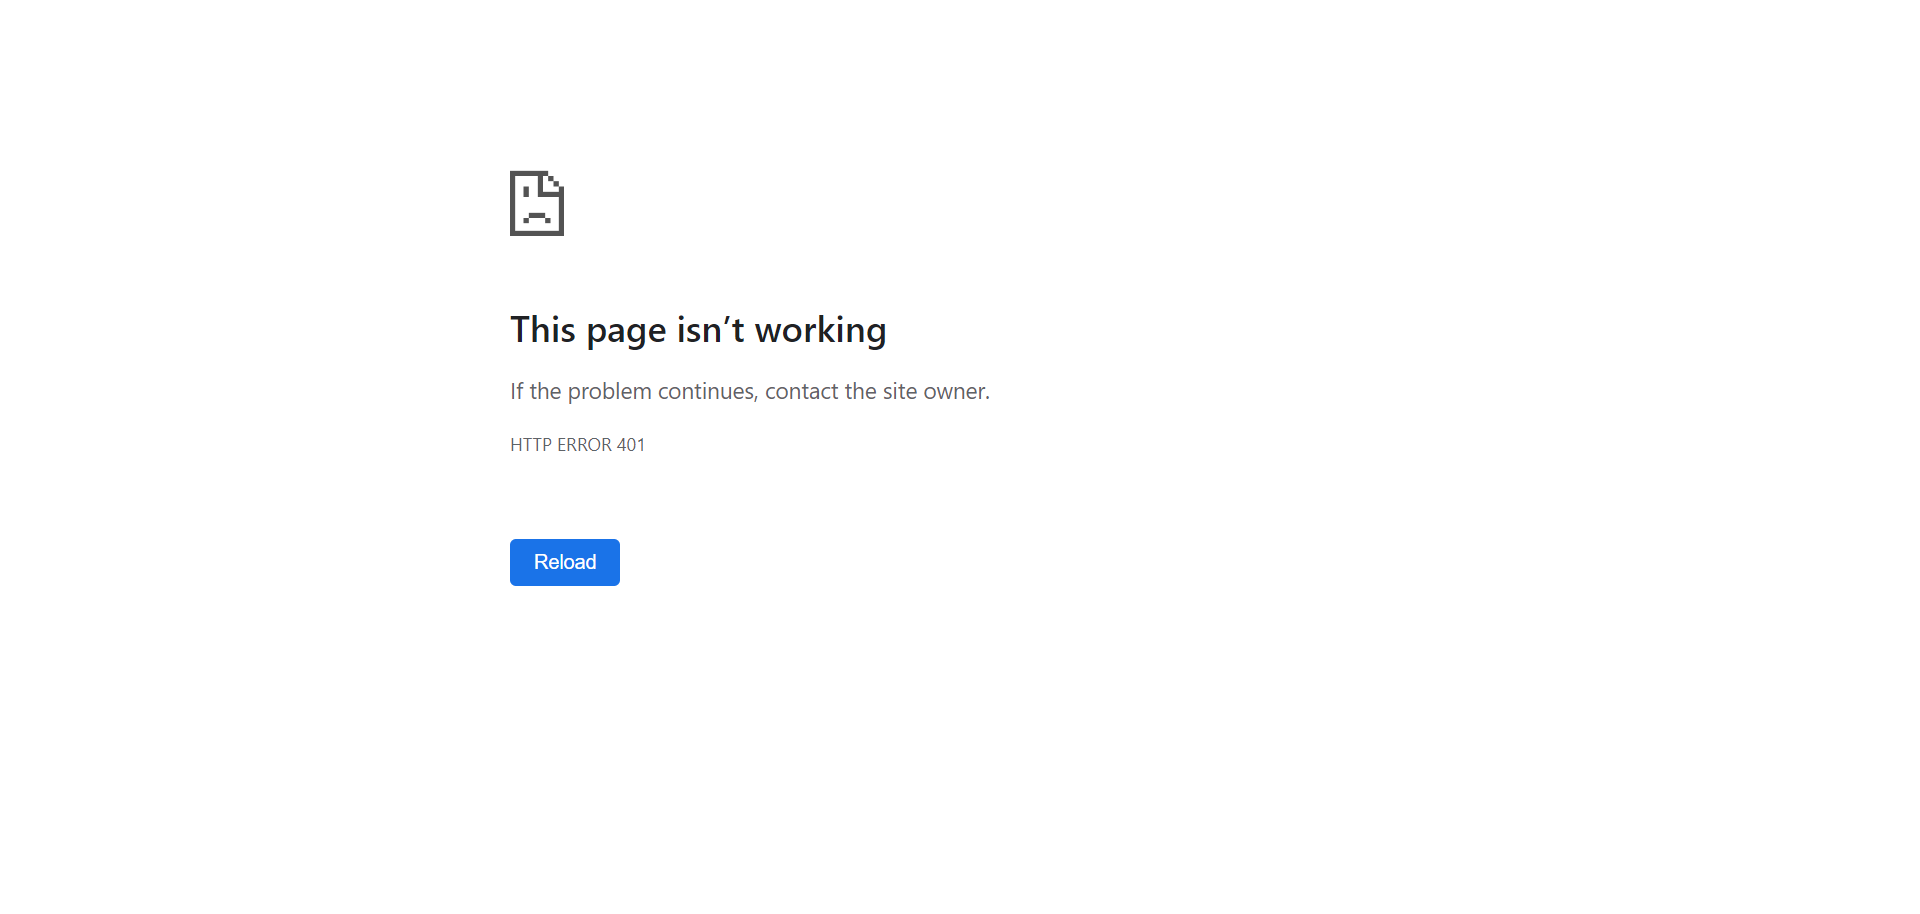 This page isn’t working
If the problem continues, contact the site owner.
HTTP ERROR 401
Reload